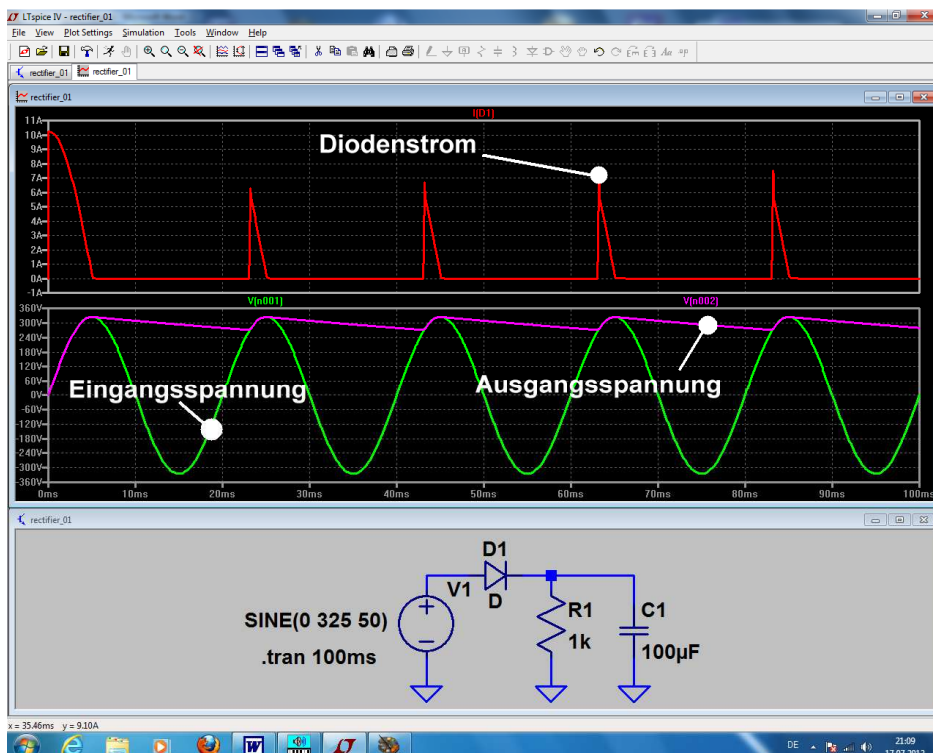 LTspice IV - rectifier_01
File View Plot Settings Simulation Tools Window Help
rectifier_01 rectifier_01
rectifier_01
I(D1)
11A
10A
9A
8A
7A
6A
5A
4A
3A
2A
1A
0A
-1A
Diodenstrom
V(n001) V(n002)
360V
300V
240V
180V
120V
60V
0V
-60V
-120V
-180V
-240V
-300V
-360V
Eingangsspannung
Ausgangsspannung
0ms 10ms 20ms 30ms 40ms 50ms 60ms 70ms 80ms 90ms 100ms
rectifier_01
D1
V1 D
SINE(0 325 50)
.tran 100ms
R1
1k
C1
100µF
x = 35.46ms y = 9.10A
DE
21:09
17.07.2012